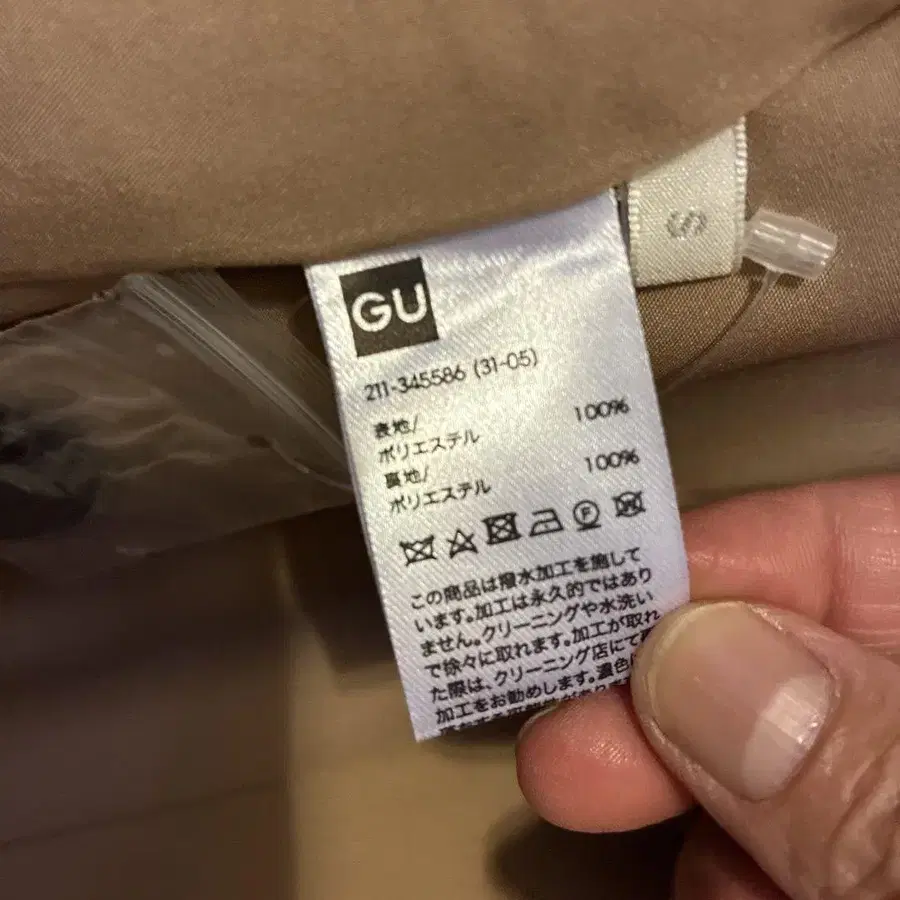 S
GU
211-345586 (31-05)
表地/
ポリエステル 100%
裏地/
ポリエステル 100%
この商品は撥水加工を施して
います。加工は永久的ではあり
ません。クリーニングや水洗い
で徐々に取れます。加工が取れ
た際は、クリーニング店にて
加工をお勧めします。濃色